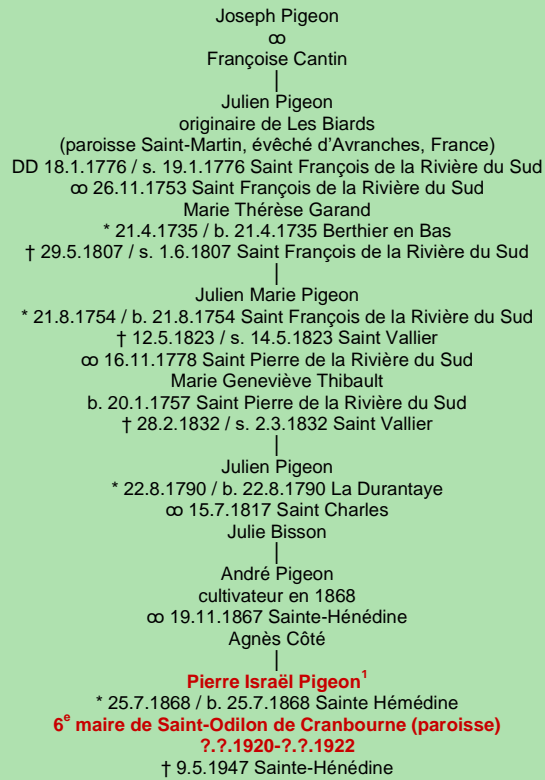 Joseph Pigeon
ꝏ
Françoise Cantin
|
Julien Pigeon
originaire de Les Biards
(paroisse Saint-Martin, évêché d'Avranches, France)
DD 18.1.1776 / s. 19.1.1776 Saint François de la Rivière du Sud
ꝏ 26.11.1753 Saint François de la Rivière du Sud
Marie Thérèse Garand
* 21.4.1735 / b. 21.4.1735 Berthier en Bas
† 29.5.1807 / s. 1.6.1807 Saint François de la Rivière du Sud
|
Julien Marie Pigeon
* 21.8.1754 / b. 21.8.1754 Saint François de la Rivière du Sud
† 12.5.1823 / s. 14.5.1823 Saint Vallier
ꝏ 16.11.1778 Saint Pierre de la Rivière du Sud
Marie Geneviève Thibault
b. 20.1.1757 Saint Pierre de la Rivière du Sud
† 28.2.1832 / s. 2.3.1832 Saint Vallier
|
Julien Pigeon
* 22.8.1790 / b. 22.8.1790 La Durantaye
ꝏ 15.7.1817 Saint Charles
Julie Bisson
|
André Pigeon
cultivateur en 1868
ꝏ 19.11.1867 Sainte-Hénédine
Agnès Côté
|
Pierre Israël Pigeon¹
* 25.7.1868 / b. 25.7.1868 Sainte Hémédine
6e maire de Saint-Odilon de Cranbourne (paroisse)
?.?.1920-?.?.1922
† 9.5.1947 Sainte-Hénédine